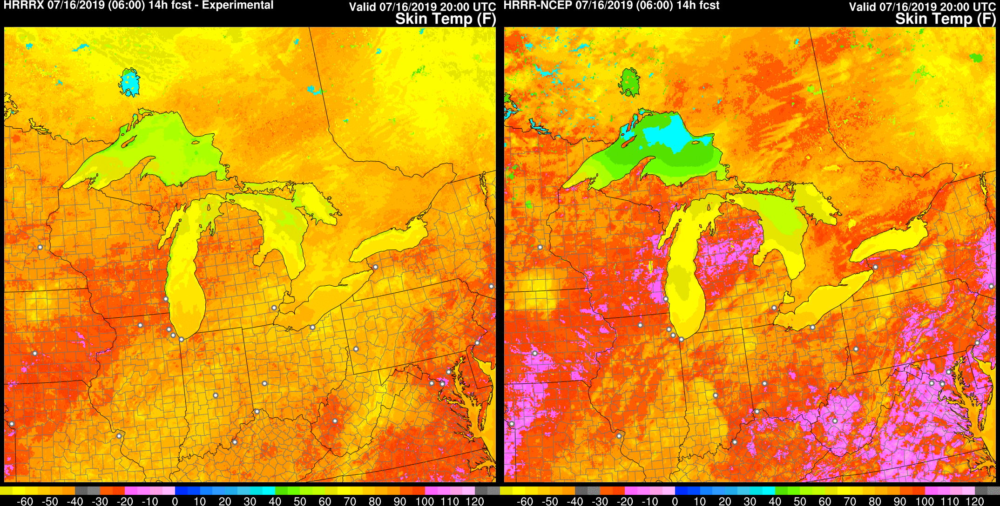 HRRRX 07/16/2019 (06:00) 14h fcst - Experimental
Valid 07/16/2019 20:00 UTC
Skin Temp (F)
HRRR-NCEP 07/16/2019 (06:00) 14h fcst
Valid 07/16/2019 20:00 UTC
Skin Temp (F)
-60 -50 -40 -30 -20 -10 0 10 20 30 40 50 60 70 80 90 100 110 120
-60 -50 -40 -30 -20 -10 0 10 20 30 40 50 60 70 80 90 100 110 120